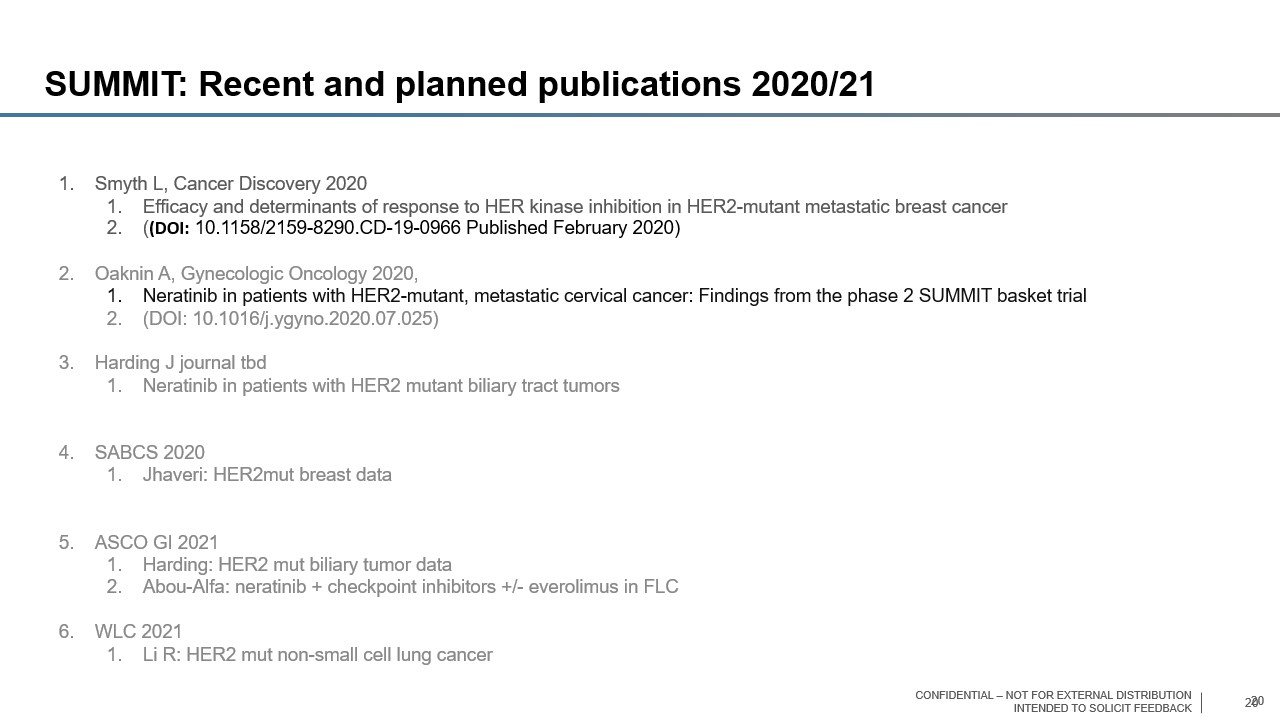 SUMMIT: Recent and planned publications 2020/21
1. Smyth L, Cancer Discovery 2020
1. Efficacy and determinants of response to HER kinase inhibition in HER2-mutant metastatic breast cancer
2. ((DOI: 10.1158/2159-8290.CD-19-0966 Published February 2020)
2. Oaknin A, Gynecologic Oncology 2020,
1. Neratinib in patients with HER2-mutant, metastatic cervical cancer: Findings from the phase 2 SUMMIT basket trial
2. (DOI: 10.1016/j.ygyno.2020.07.025)
3. Harding J journal tbd
1. Neratinib in patients with HER2 mutant biliary tract tumors
4. SABCS 2020
1. Jhaveri: HER2mut breast data
5. ASCO GI 2021
1. Harding: HER2 mut biliary tumor data
2. Abou-Alfa: neratinib + checkpoint inhibitors +/- everolimus in FLC
6. WLC 2021
1. Li R: HER2 mut non-small cell lung cancer
CONFIDENTIAL – NOT FOR EXTERNAL DISTRIBUTION
INTENDED TO SOLICIT FEEDBACK
20
20